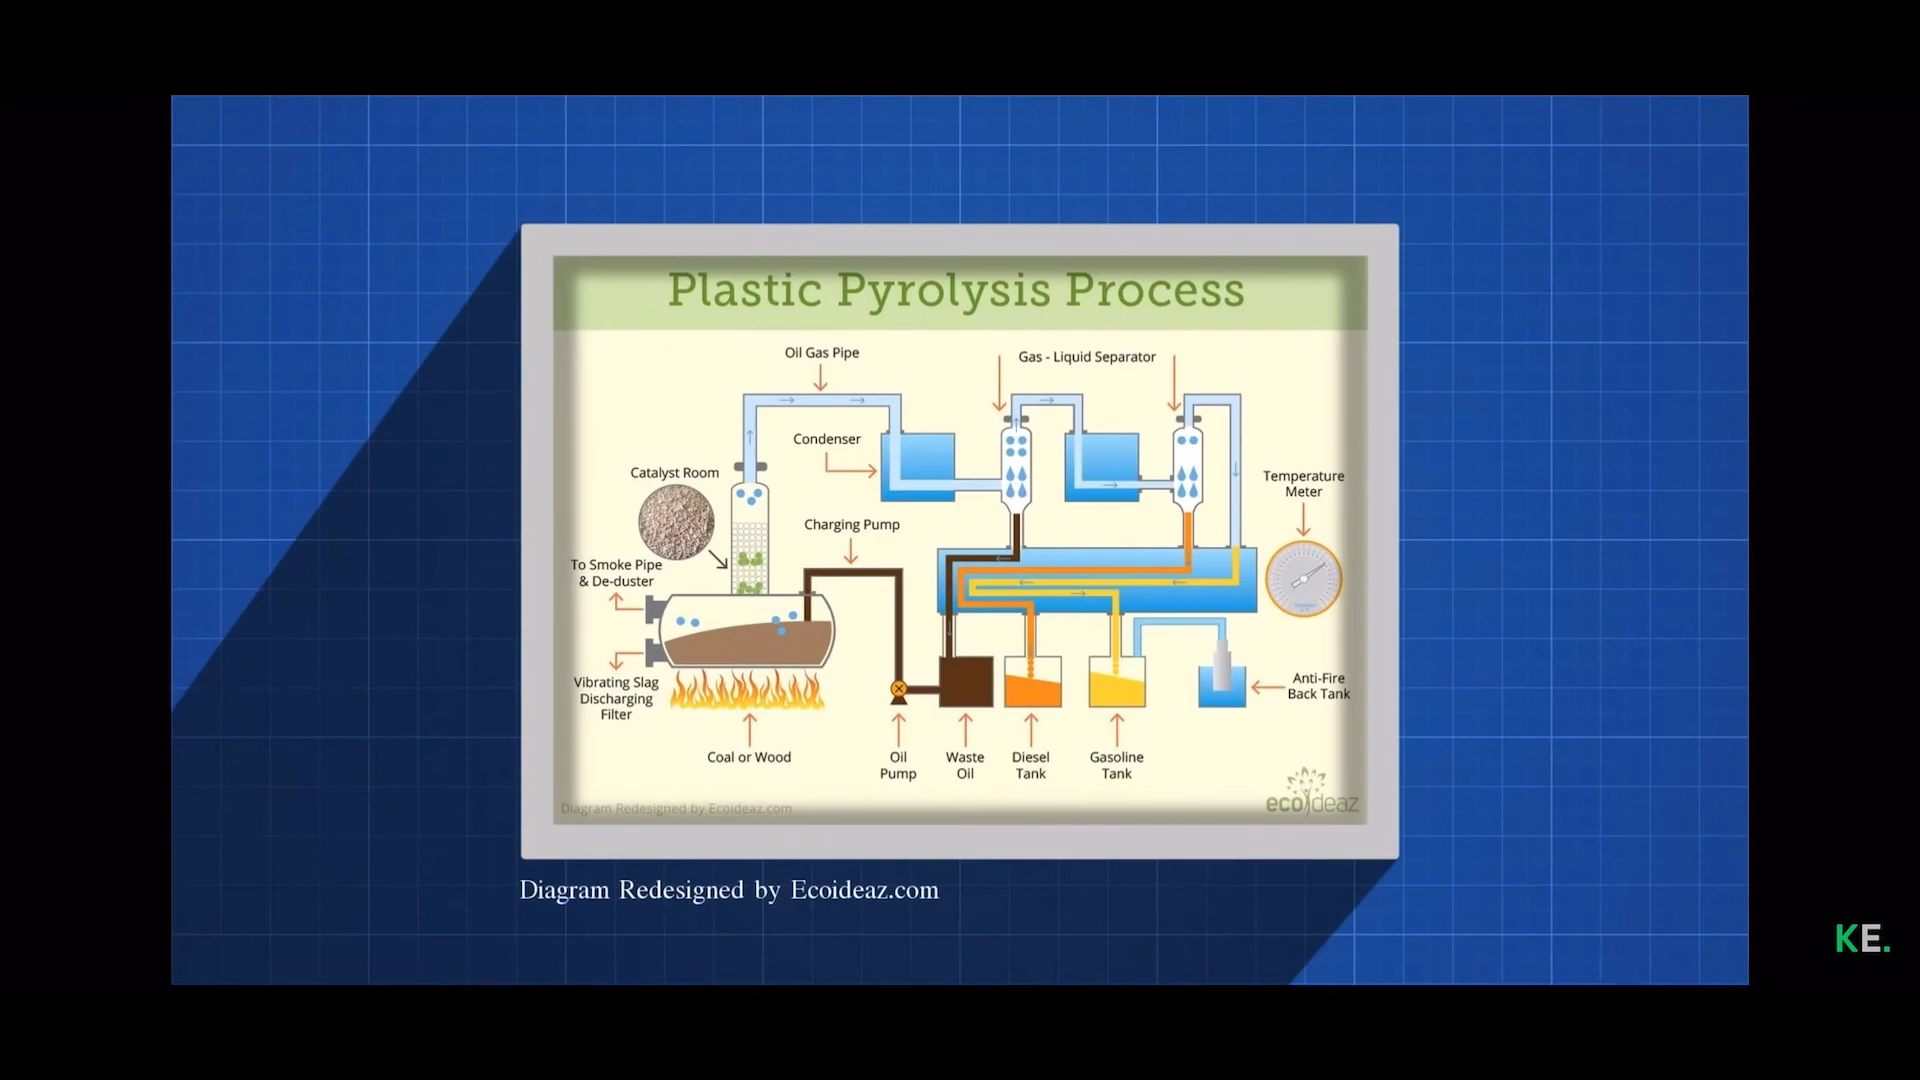 Plastic Pyrolysis Process
Oil Gas Pipe
Gas - Liquid Separator
Condenser
Catalyst Room
Temperature
Meter
Charging Pump
To Smoke Pipe
& De-duster
Vibrating Slag
Discharging
Filter
Anti-Fire
Back Tank
Coal or Wood
Oil
Pump
Waste
Oil
Diesel
Tank
Gasoline
Tank
Diagram Redesigned by Ecoideaz.com
ecoideaz
Diagram Redesigned by Ecoideaz.com
KE.